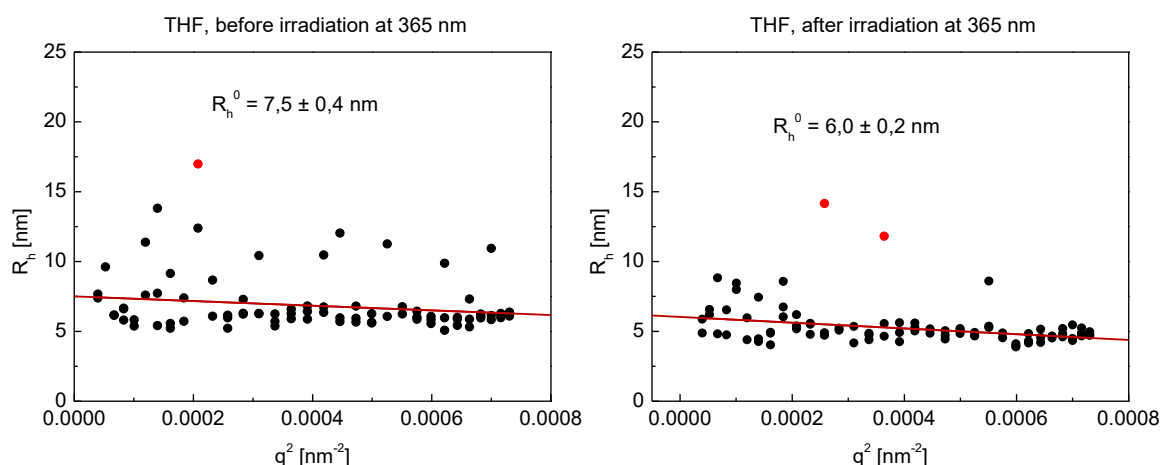 THF, before irradiation at 365 nm
25
20
15
10
5
0
R_h [nm]
R_h^0 = 7,5 ± 0,4 nm
0.0000
0.0002
0.0004
0.0006
0.0008
q^2 [nm^-2]
THF, after irradiation at 365 nm
25
20
15
10
5
0
R_h [nm]
R_h^0 = 6,0 ± 0,2 nm
0.0000
0.0002
0.0004
0.0006
0.0008
q^2 [nm^-2]